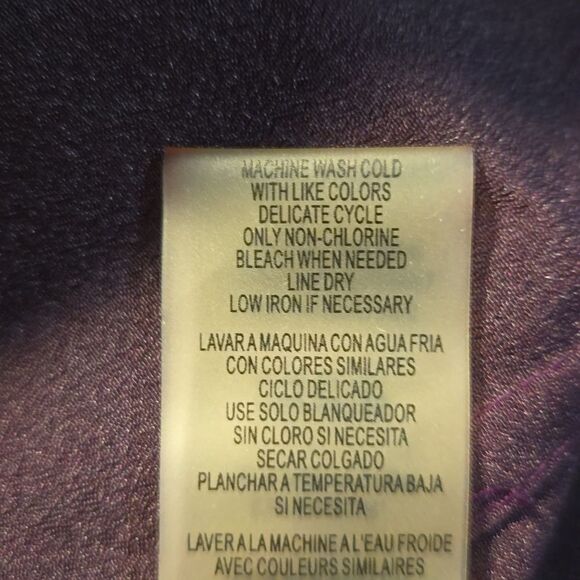 MACHINE WASH COLD
WITH LIKE COLORS
DELICATE CYCLE
ONLY NON-CHLORINE
BLEACH WHEN NEEDED
LINE DRY
LOW IRON IF NECESSARY
LAVAR A MAQUINA CON AGUA FRIA
CON COLORES SIMILARES
CICLO DELICADO
USE SOLO BLANQUEADOR
SIN CLORO SI NECESITA
SECAR COLGADO
PLANCHAR A TEMPERATURA BAJA
SI NECESITA
LAVER A LA MACHINE A L'EAU FROIDE
AVEC COULEURS SIMILAIRES